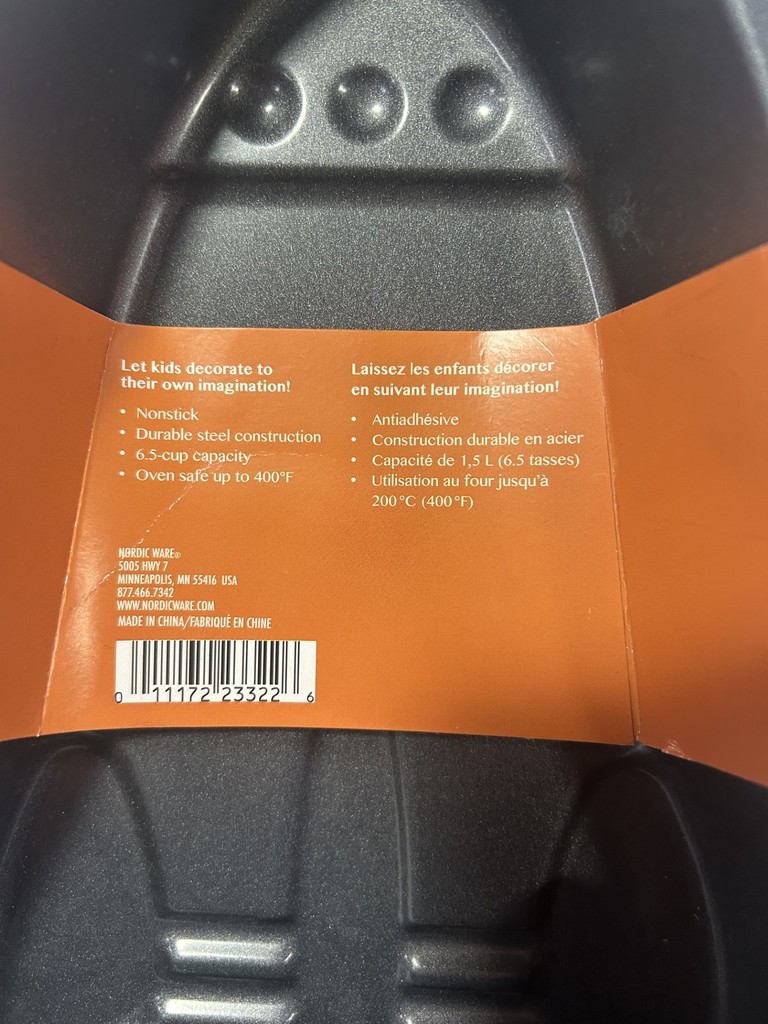 Let kids decorate to
their own imagination!
• Nonstick
• Durable steel construction
• 6.5-cup capacity
• Oven safe up to 400°F
Laissez les enfants décorer
en suivant leur imagination!
• Antiadhésive
• Construction durable en acier
• Capacité de 1,5 L (6.5 tasses)
• Utilisation au four jusqu'à
200°C (400°F)
NORDIC WARE®
5005 HWY 7
MINNEAPOLIS, MN 55416 USA
877.466.7342
WWW.NORDICWARE.COM
MADE IN CHINA/FABRIQUÉ EN CHINE
0 11172 23322 6